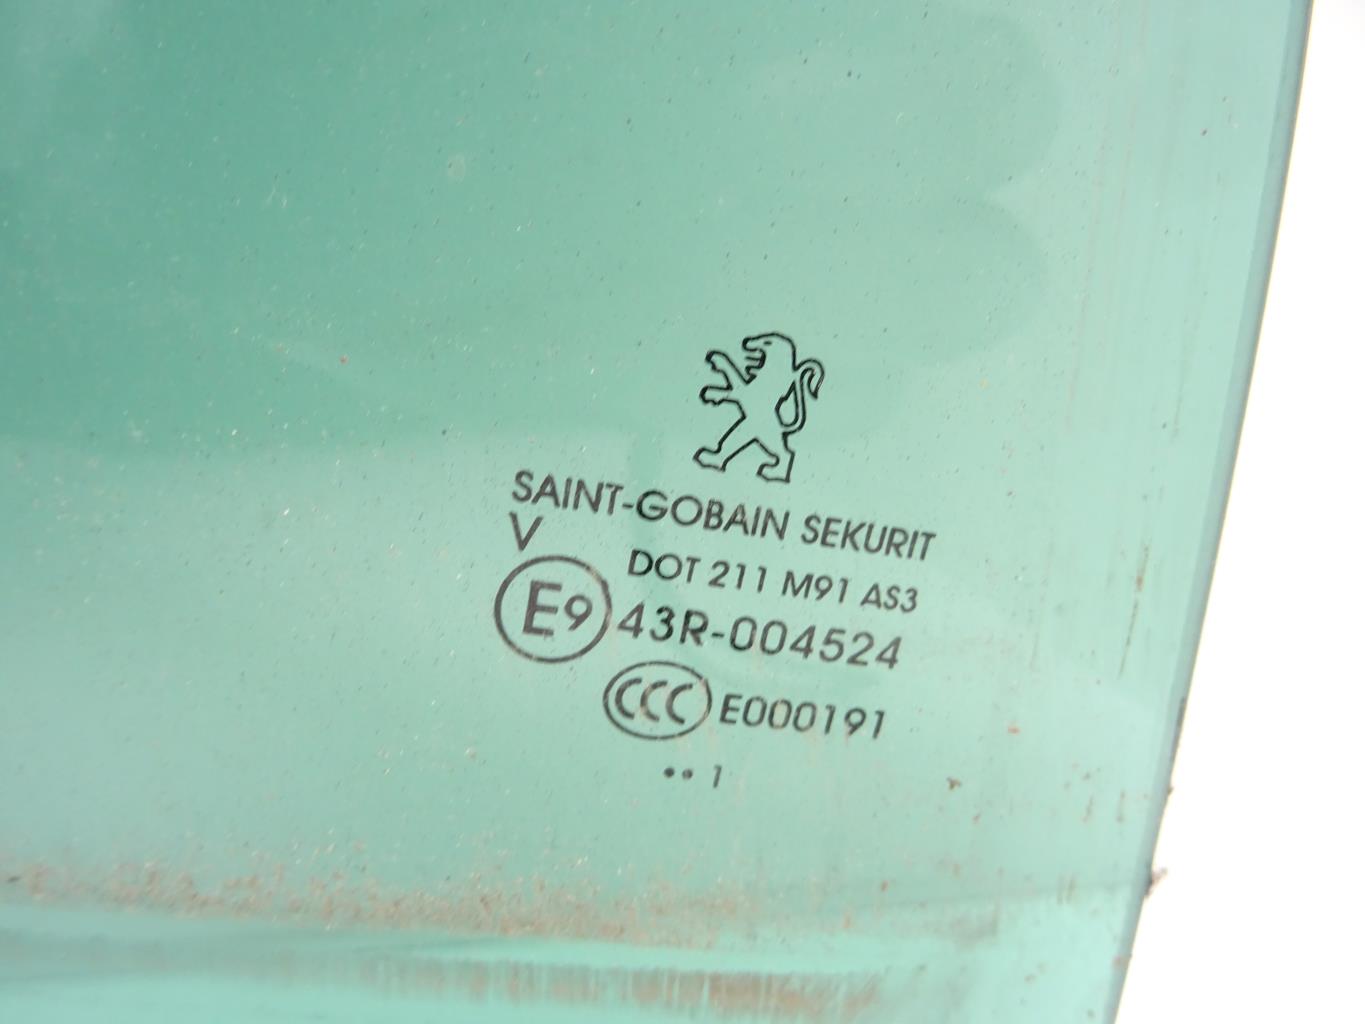 SAINT-GOBAIN SEKURIT
V
DOT 211 M91 AS3
E9 43R-004524
CCC E000191
•• 1